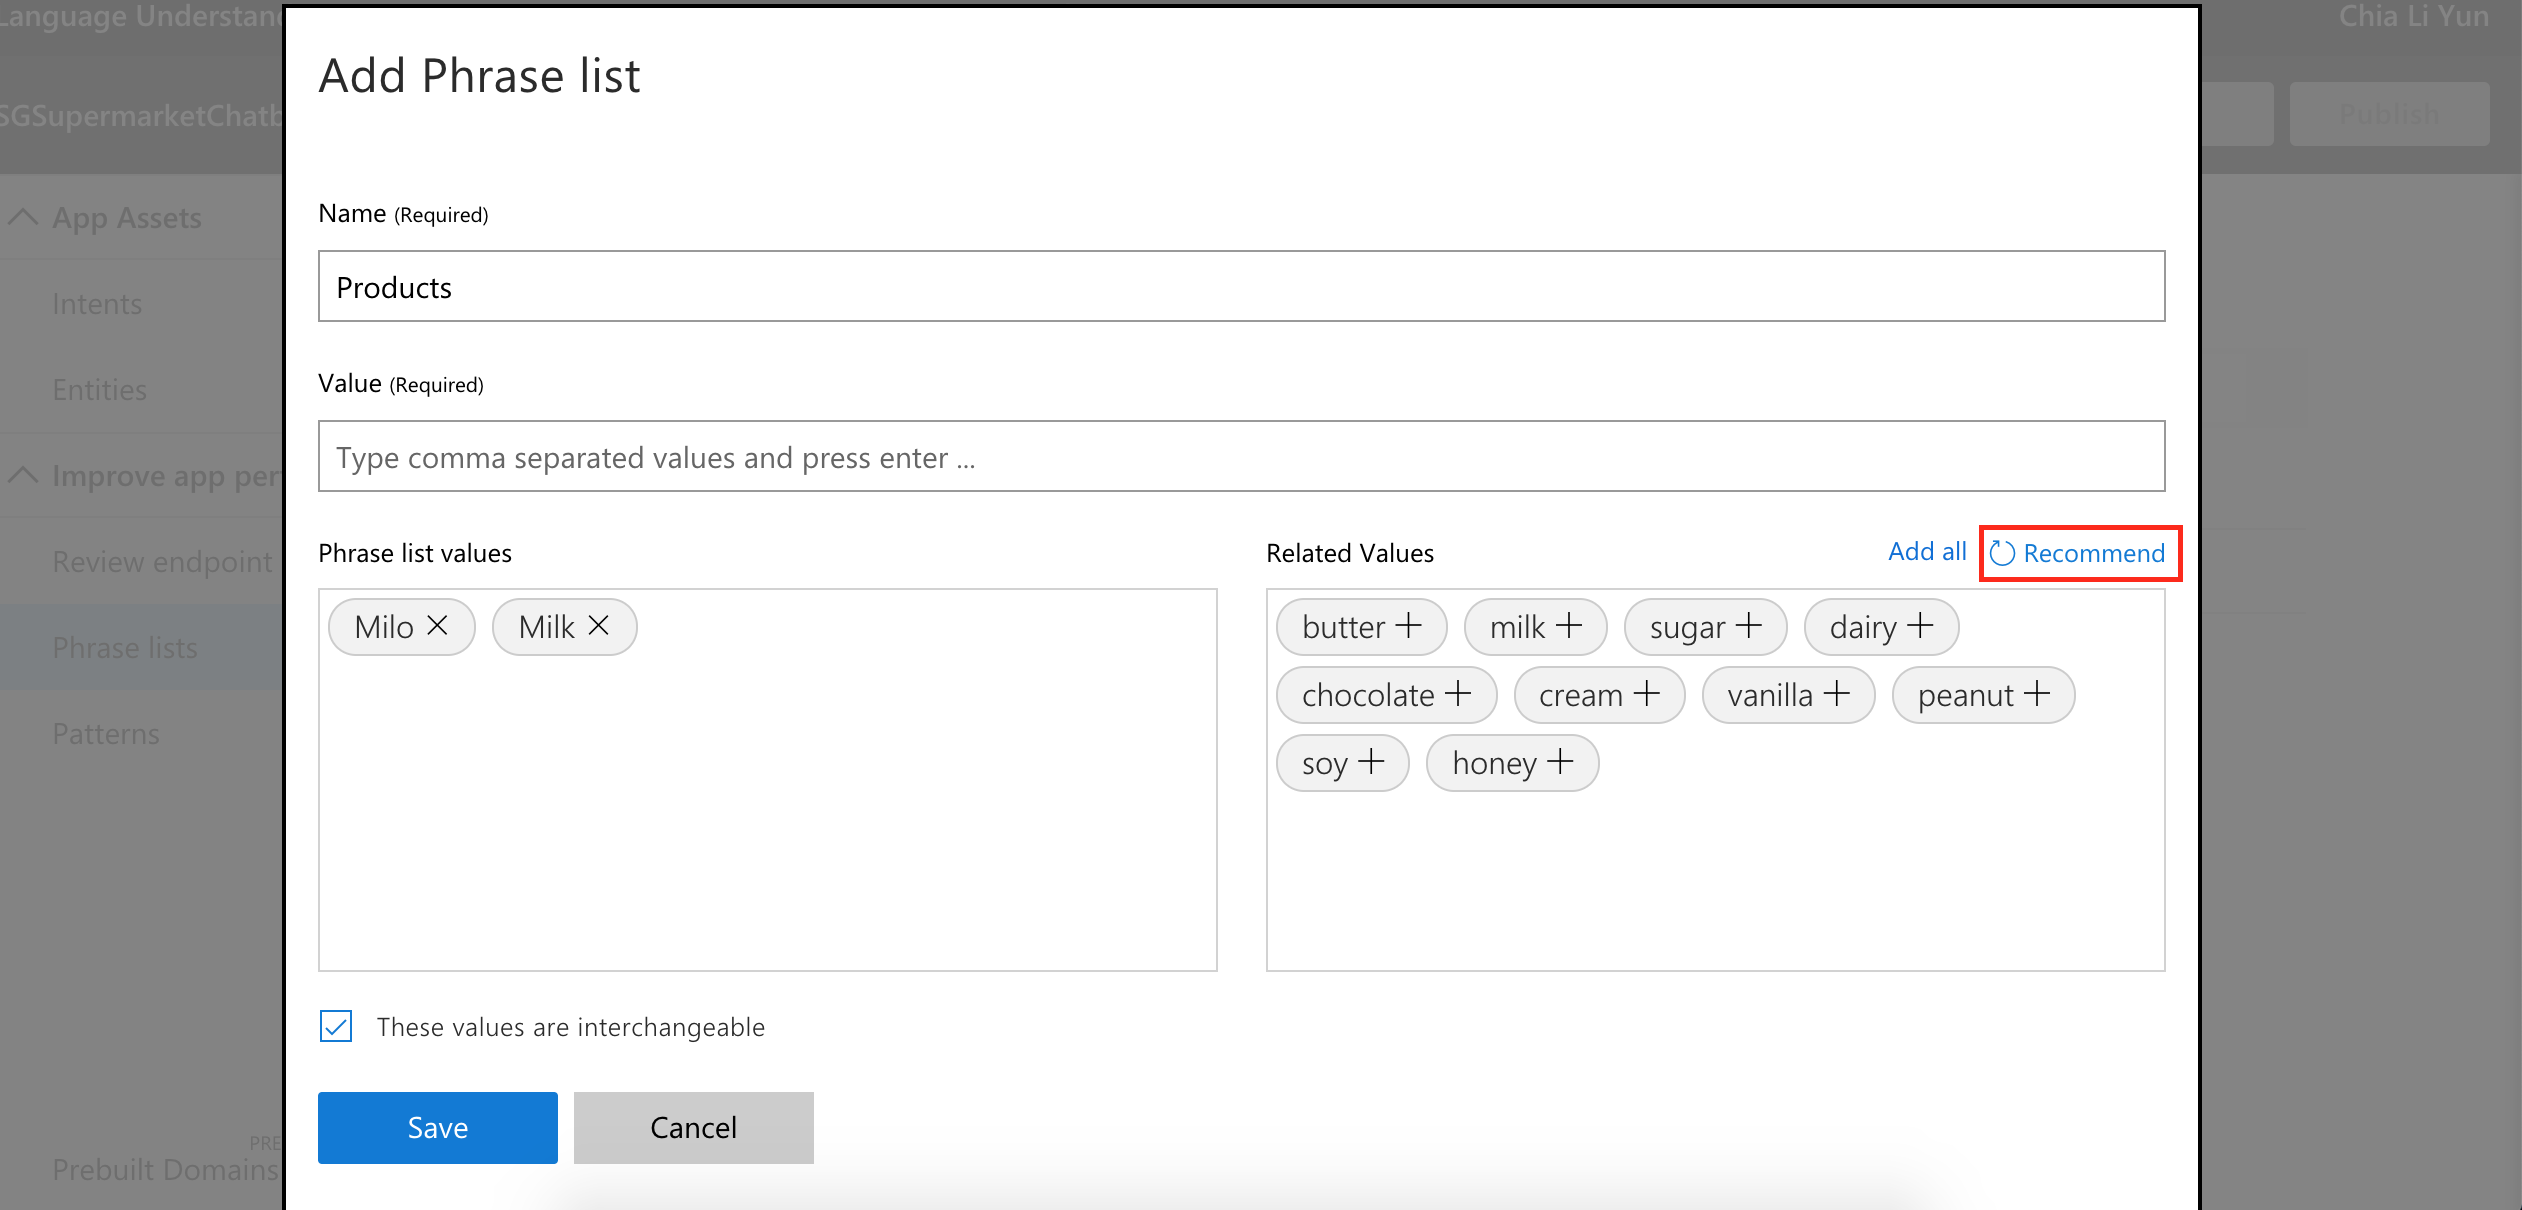 Language Understand
Chia Li Yun
SGSupermarketChatb
Publish
App Assets
Intents
Entities
Improve app per
Review endpoint
Phrase lists
Patterns
PRE
Prebuilt Domains
Add Phrase list
Name (Required)
Products
Value (Required)
Type comma separated values and press enter ...
Phrase list values
Milo Milk
Related Values Add all Recommend
butter milk sugar dairy
chocolate cream vanilla peanut
soy honey
These values are interchangeable
Save Cancel